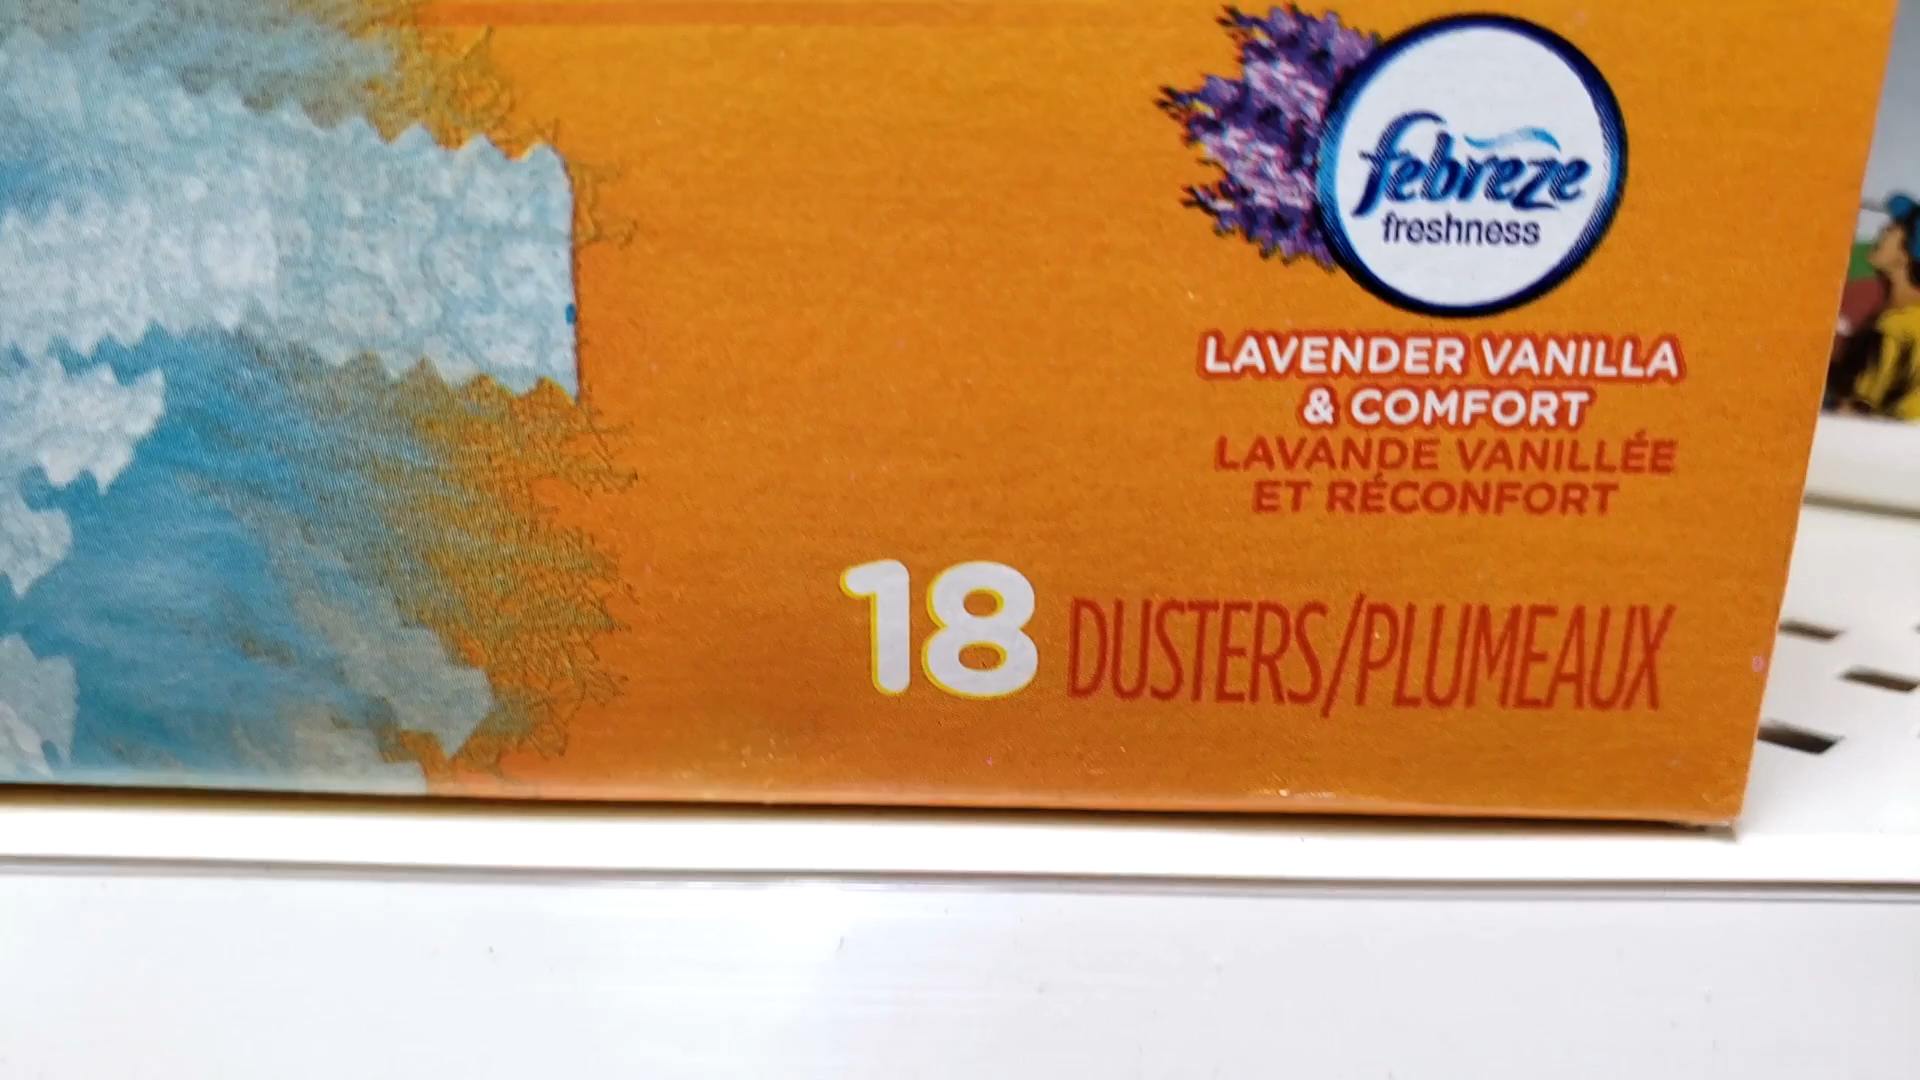 febreze
freshness
LAVENDER VANILLA
& COMFORT
LAVANDE VANILLÉE
ET RÉCONFORT
18 DUSTERS/PLUMEAUX